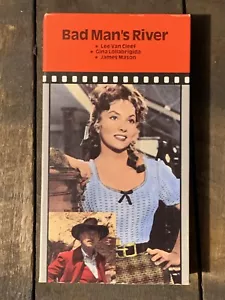 Bad Man's River
• Lee Van Cleef
• Gina Lollobrigida
• James Mason